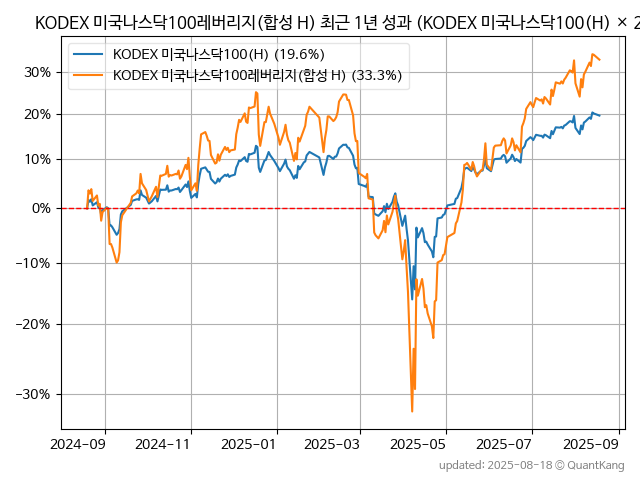 KODEX 미국나스닥100레버리지(합성 H) 최근 1년 성과 (KODEX 미국나스닥100(H) × 2
KODEX 미국나스닥100(H) (19.6%)
KODEX 미국나스닥100레버리지(합성 H) (33.3%)
30%
20%
10%
0%
-10%
-20%
-30%
2024-09 2024-11 2025-01 2025-03 2025-05 2025-07 2025-09
updated: 2025-08-18 © QuantKang